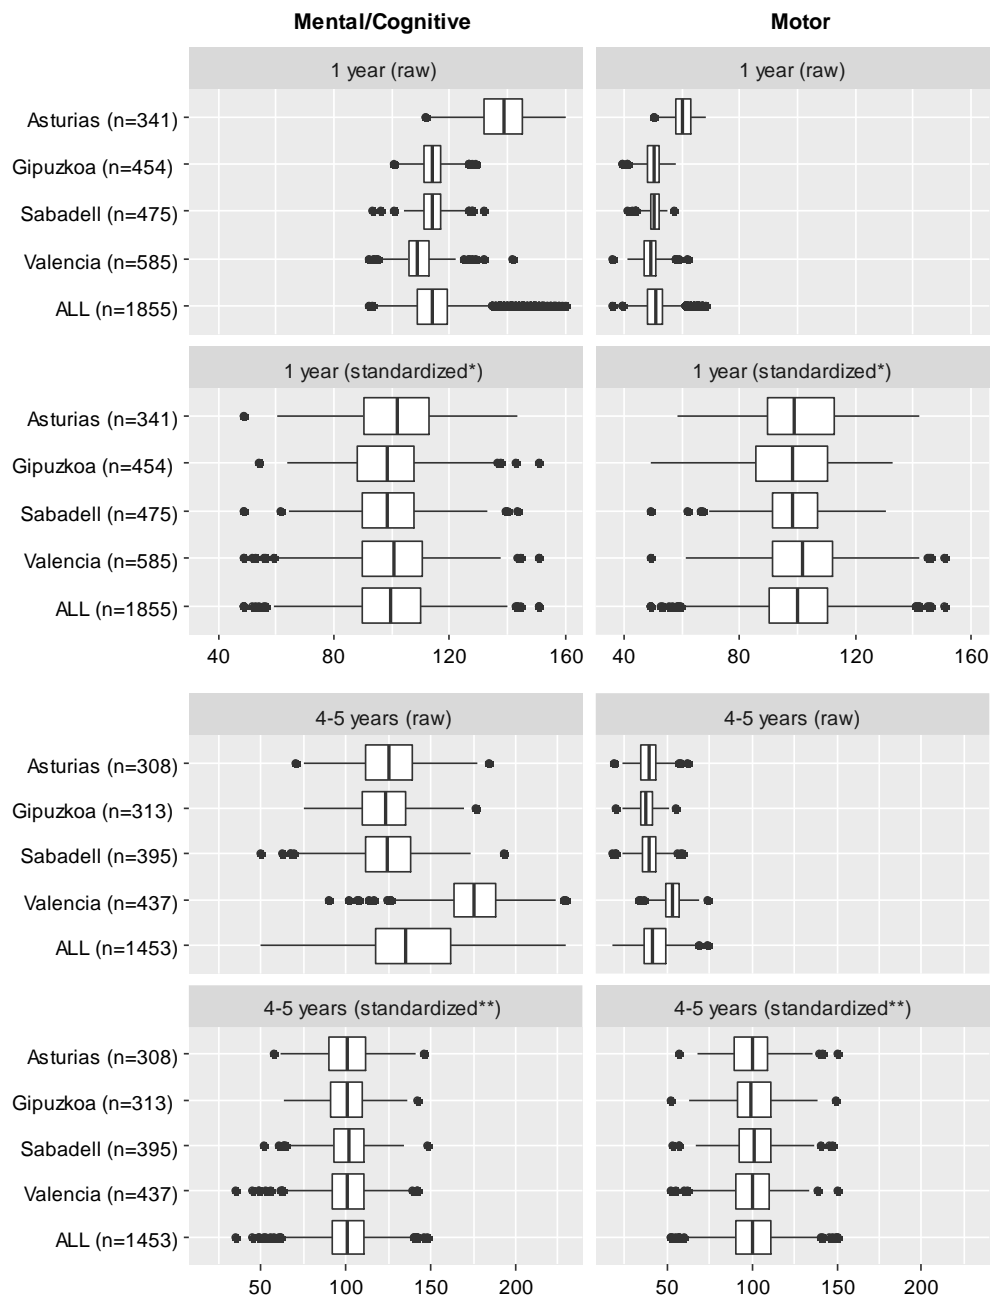 Mental/Cognitive Motor
1 year (raw) 1 year (raw)
Asturias (n=341)
Gipuzkoa (n=454)
Sabadell (n=475)
Valencia (n=585)
ALL (n=1855)
1 year (standardized*) 1 year (standardized*)
Asturias (n=341)
Gipuzkoa (n=454)
Sabadell (n=475)
Valencia (n=585)
ALL (n=1855)
40 80 120 160 40 80 120 160
4-5 years (raw) 4-5 years (raw)
Asturias (n=308)
Gipuzkoa (n=313)
Sabadell (n=395)
Valencia (n=437)
ALL (n=1453)
4-5 years (standardized**) 4-5 years (standardized**)
Asturias (n=308)
Gipuzkoa (n=313)
Sabadell (n=395)
Valencia (n=437)
ALL (n=1453)
50 100 150 200 50 100 150 200